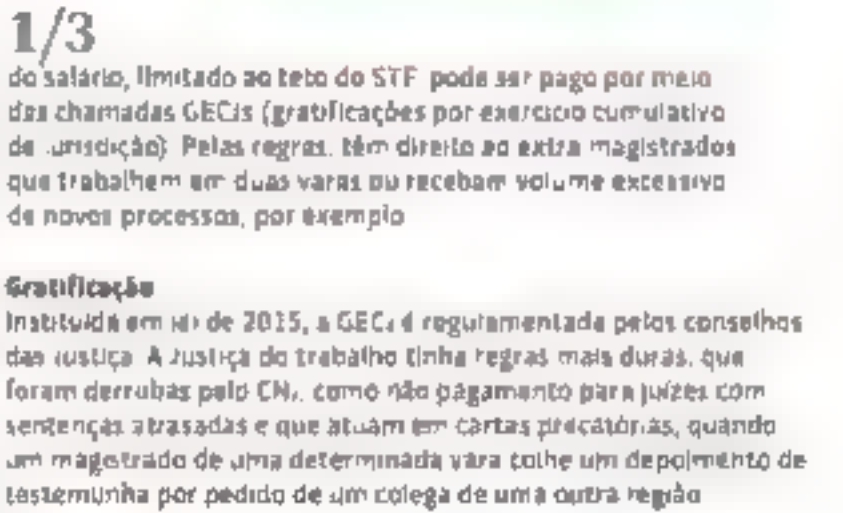 1/3
do salário, limitado ao teto do STF pode ser pago por meio
das chamadas GECJs (gratificações por exercício cumulativo
de jurisdição) Pelas regras, têm direito ao extra magistrados
que trabalhem em duas varas ou recebam volume excessivo
de novos processos, por exemplo
Gratificação
Instituída em lei de 2015, a GECJ é regulamentada pelos conselhos
das Justiça A Justiça do trabalho tinha regras mais duras, que
foram derrubas pelo CNJ, como não pagamento para juízes com
sentenças atrasadas e que atuam em cartas precatórias, quando
um magistrado de uma determinada vara colhe um depoimento de
testemunha por pedido de um colega de uma outra região